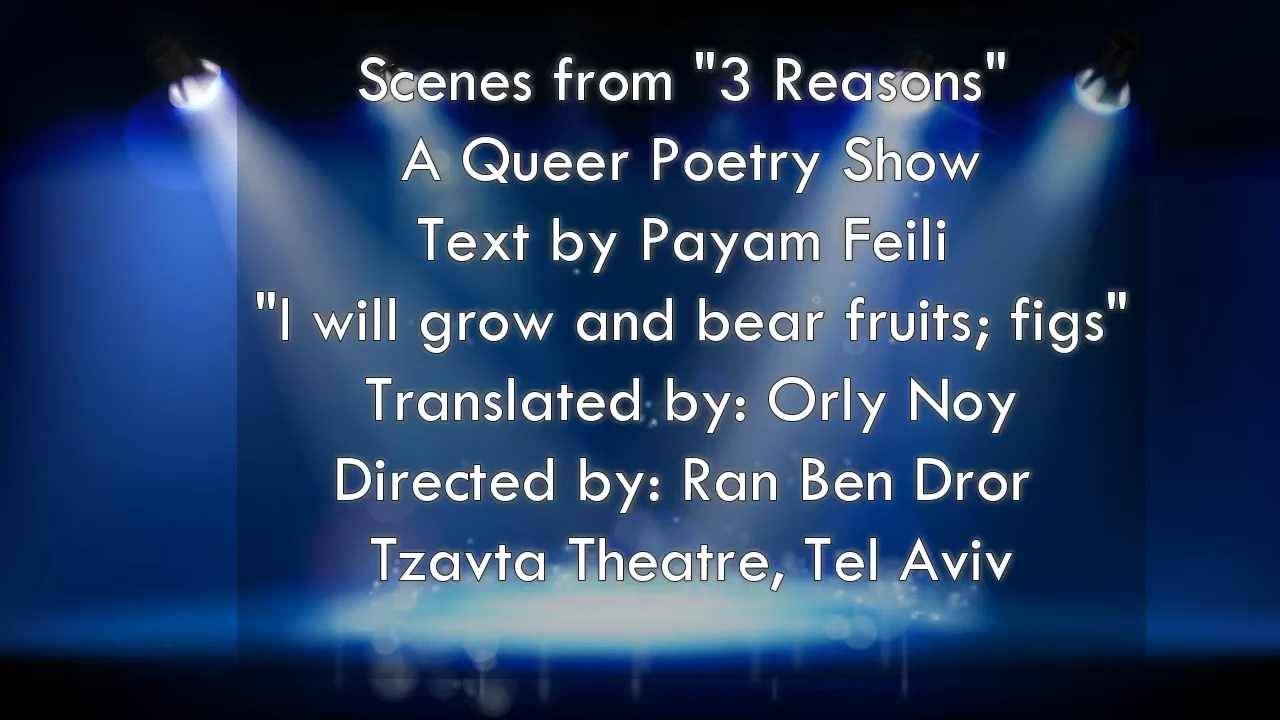 Scenes from "3 Reasons"
A Queer Poetry Show
Text by Payam Feili
"I will grow and bear fruits; figs"
Translated by: Orly Noy
Directed by: Ran Ben Dror
Tzavta Theatre, Tel Aviv